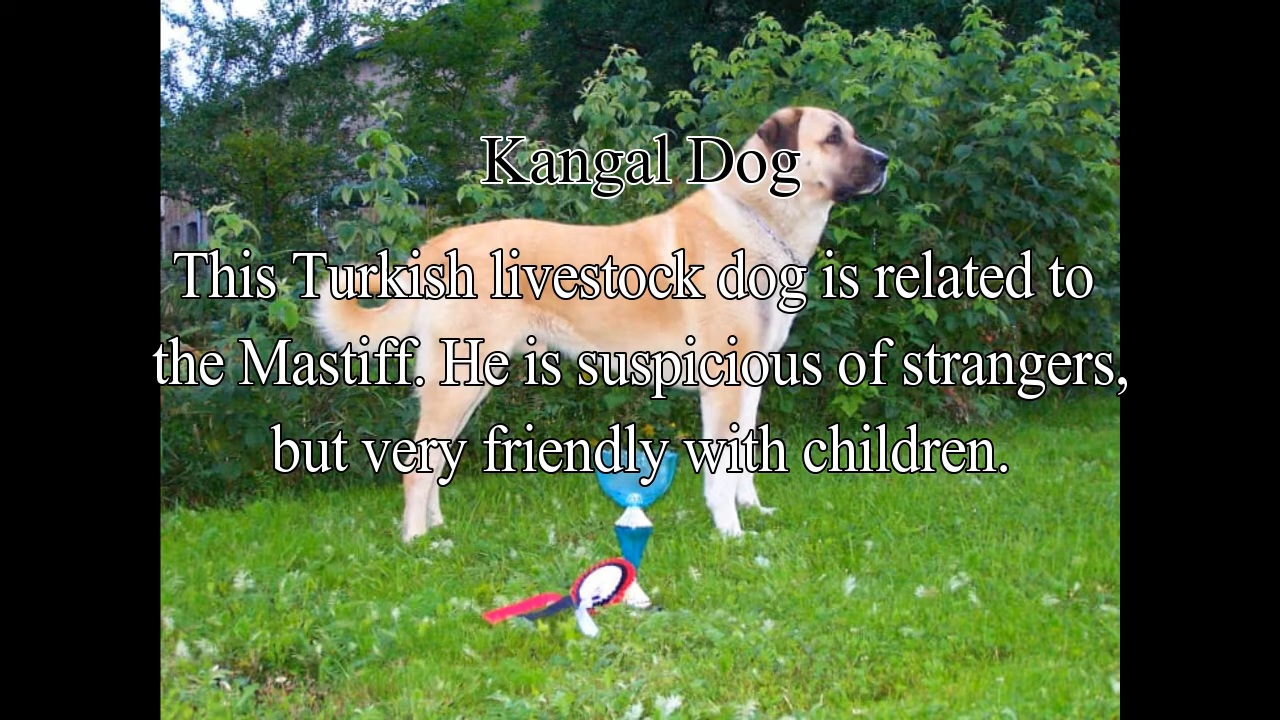 Kangal Dog
This Turkish livestock dog is related to
the Mastiff. He is suspicious of strangers,
but very friendly with children.